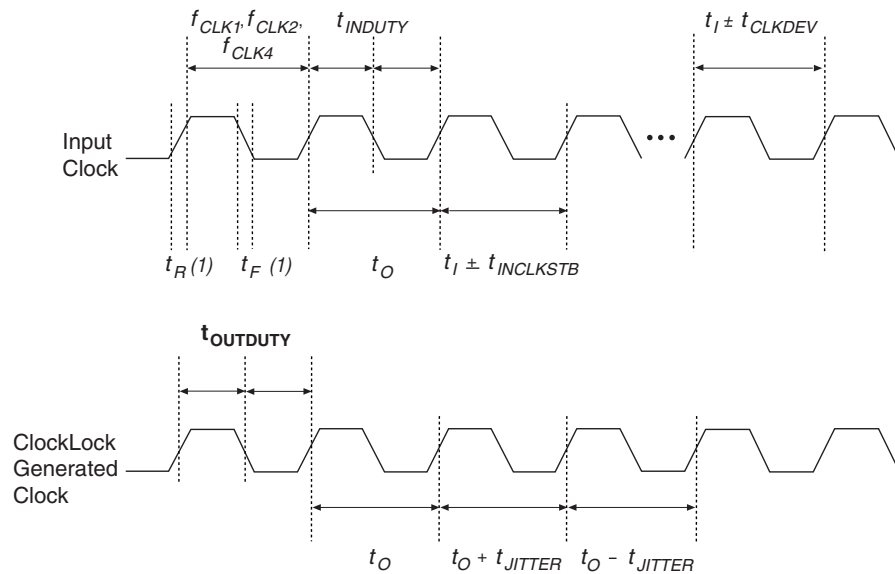 f_CLK1, f_CLK2,
f_CLK4
t_INDUTY
t_I ± t_CLKDEV
Input
Clock
t_R (1)
t_F (1)
t_O
t_I ± t_INCLKSTB
t_OUTDUTY
ClockLock
Generated
Clock
t_O
t_O + t_JITTER
t_O – t_JITTER